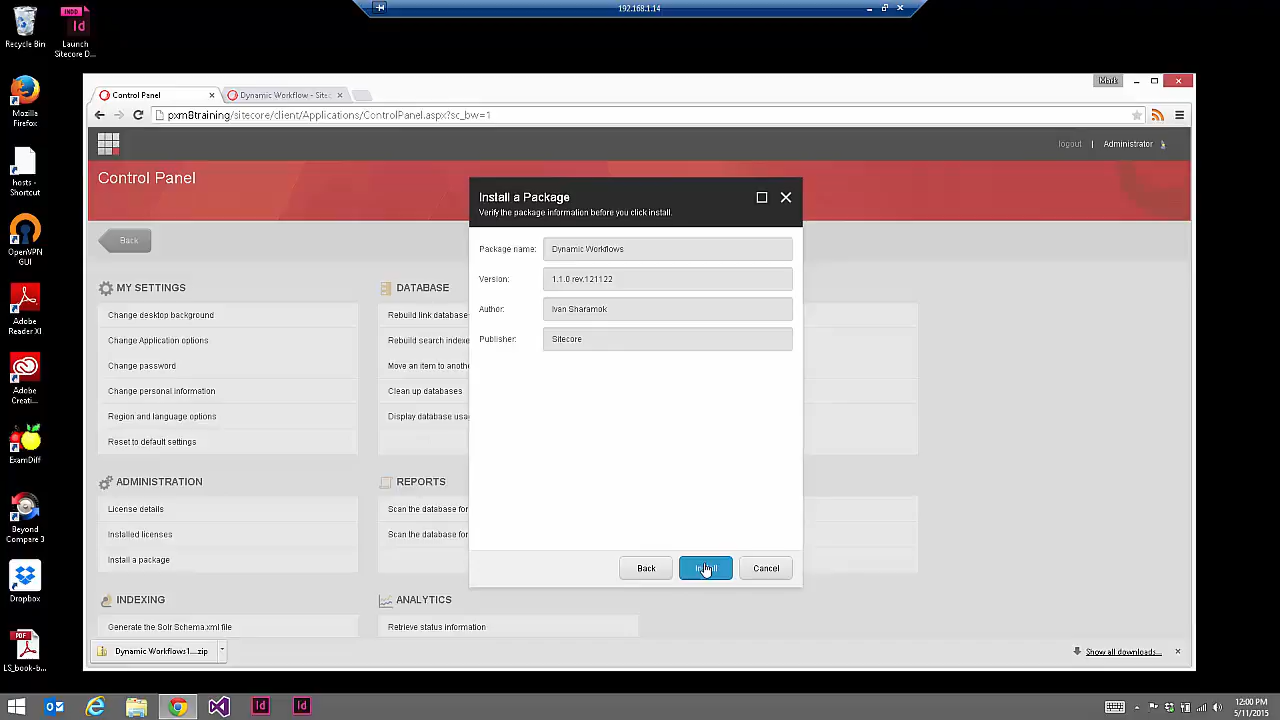 192.168.1.14
Recycle Bin
Launch
Sitecore D...
Mozilla
Firefox
hosts -
Shortcut
OpenVPN
GUI
Adobe
Reader XI
Adobe
Creati...
ExamDiff
Beyond
Compare 3
Dropbox
LS_book-b...
Control Panel
Dynamic Workflow - Sitec
Mark
pxm8training/sitecore/client/Applications/ControlPanel.aspx?sc_bw=1
logout | Administrator
Control Panel
Back
MY SETTINGS
Change desktop background
Change Application options
Change password
Change personal information
Region and language options
Reset to default settings
DATABASE
Rebuild link database
Rebuild search indexe
Move an item to anothe
Clean up databases
Display database usag
ADMINISTRATION
License details
Installed licenses
Install a package
REPORTS
Scan the database for
Scan the database for
INDEXING
Generate the Solr Schema.xml file
ANALYTICS
Retrieve status information
Install a Package
Verify the package information before you click install.
Package name: Dynamic Workflows
Version: 1.1.0 rev.121122
Author: Ivan Sharamok
Publisher: Sitecore
Back
Install
Cancel
Dynamic Workflows1....zip
Show all downloads...
12:00 PM
5/11/2015